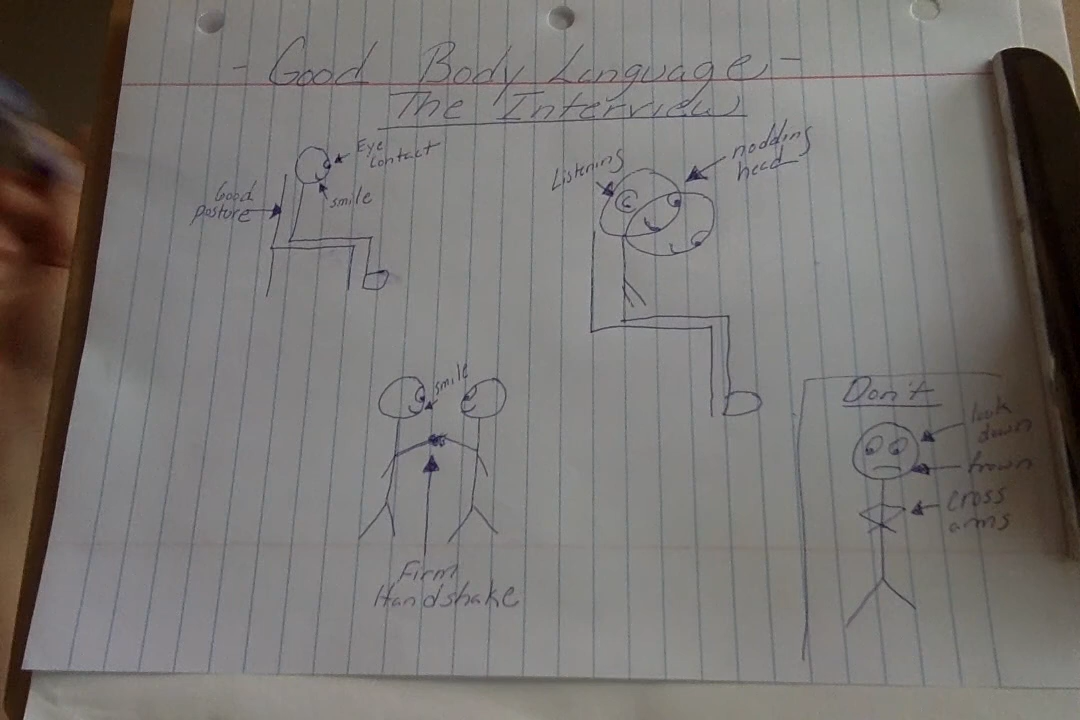 - Good Body Language -
The Interview
Eye
contact
smile
Good
posture
Listening
nodding
head
smile
Firm
Handshake
Don't
look
down
frown
cross
arms